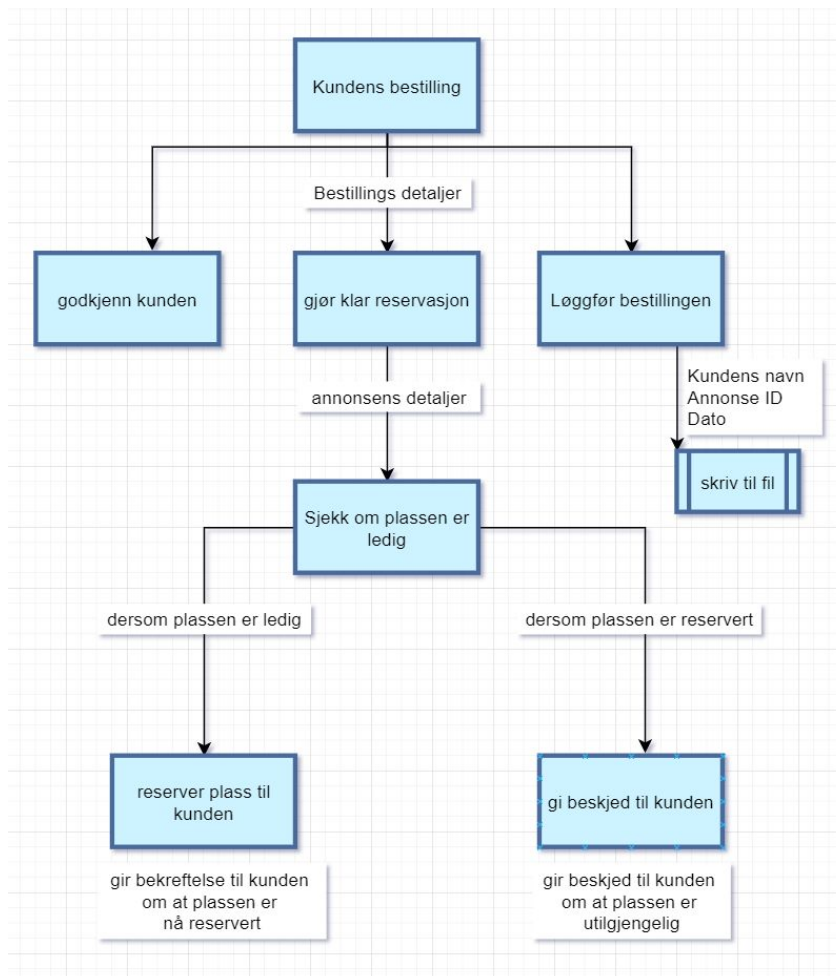 Kundens bestilling
Bestillings detaljer
godkjenn kunden
gjør klar reservasjon
Løggfør bestillingen
annonsens detaljer
Kundens navn
Annonse ID
Dato
skriv til fil
Sjekk om plassen er
ledig
dersom plassen er ledig
dersom plassen er reservert
reserver plass til
kunden
gi beskjed til kunden
gir bekreftelse til kunden
om at plassen er
nå reservert
gir beskjed til kunden
om at plassen er
utilgjengelig